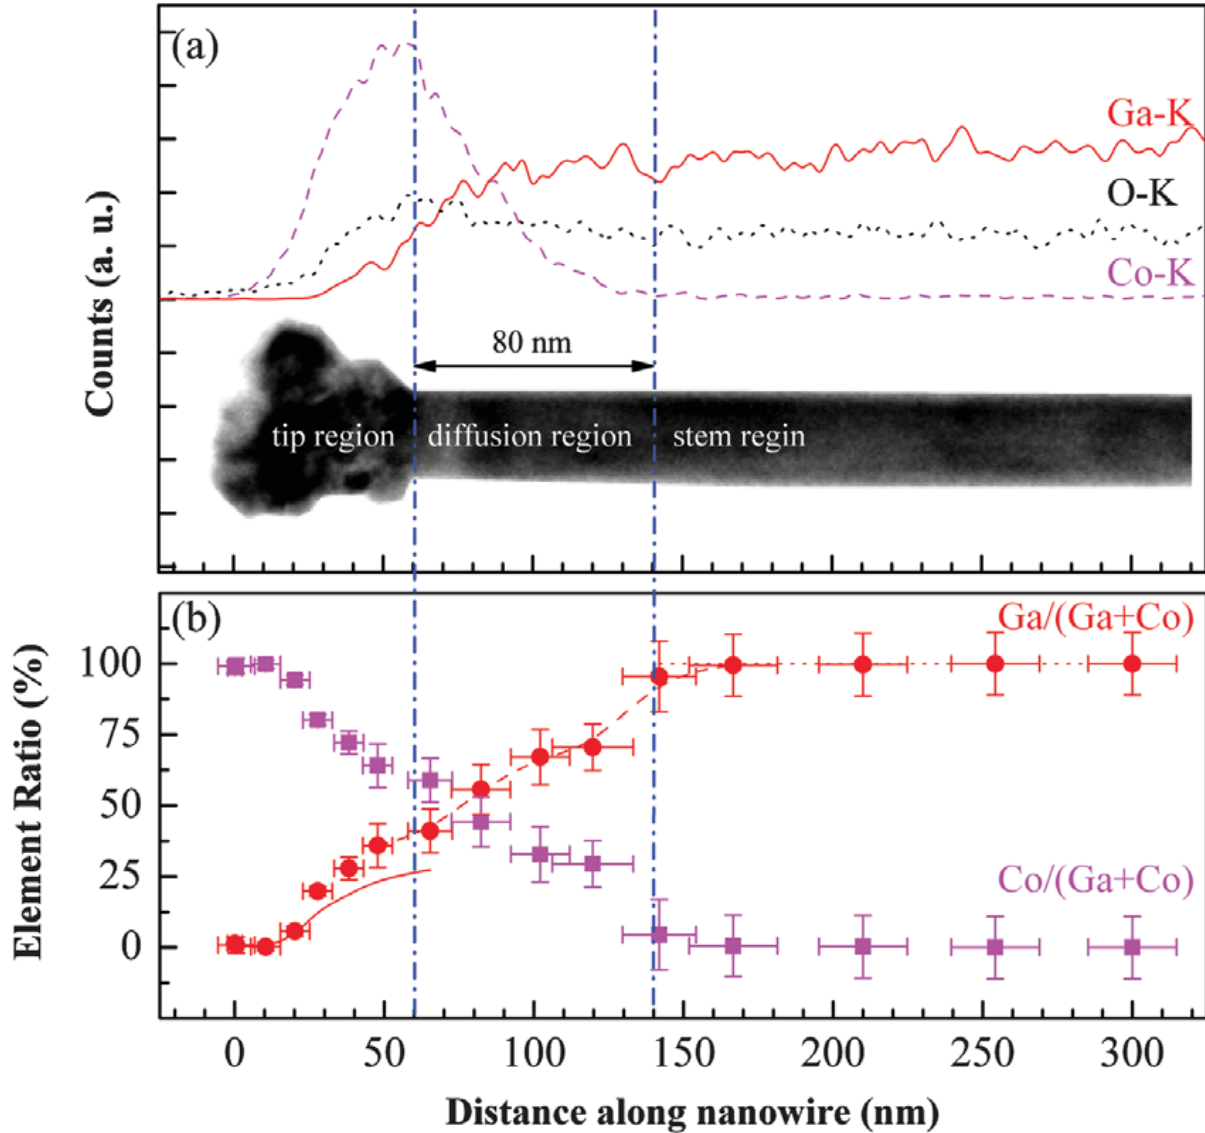 (a)
Ga-K
O-K
Co-K
Counts (a. u.)
80 nm
tip region diffusion region stem regin
(b)
Ga/(Ga+Co)
100
75
50
25
0
Element Ratio (%)
Co/(Ga+Co)
0 50 100 150 200 250 300
Distance along nanowire (nm)